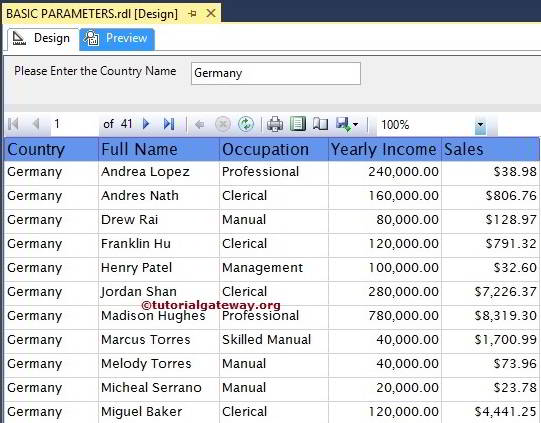 BASIC PARAMETERS.rdl [Design]
Design Preview
Please Enter the Country Name Germany
1 of 41 100%
Country Full Name Occupation Yearly Income Sales
Germany Andrea Lopez Professional 240,000.00 $38.98
Germany Andres Nath Clerical 160,000.00 $806.76
Germany Drew Rai Manual 80,000.00 $128.97
Germany Franklin Hu Clerical 120,000.00 $791.32
Germany Henry Patel Management 100,000.00 $32.60
Germany Jordan Shan Clerical 280,000.00 $7,226.37
©tutorialgateway.org
Germany Madison Hughes Professional 780,000.00 $8,319.30
Germany Marcus Torres Skilled Manual 40,000.00 $1,700.99
Germany Melody Torres Manual 40,000.00 $73.96
Germany Micheal Serrano Manual 20,000.00 $23.78
Germany Miguel Baker Clerical 120,000.00 $4,441.25